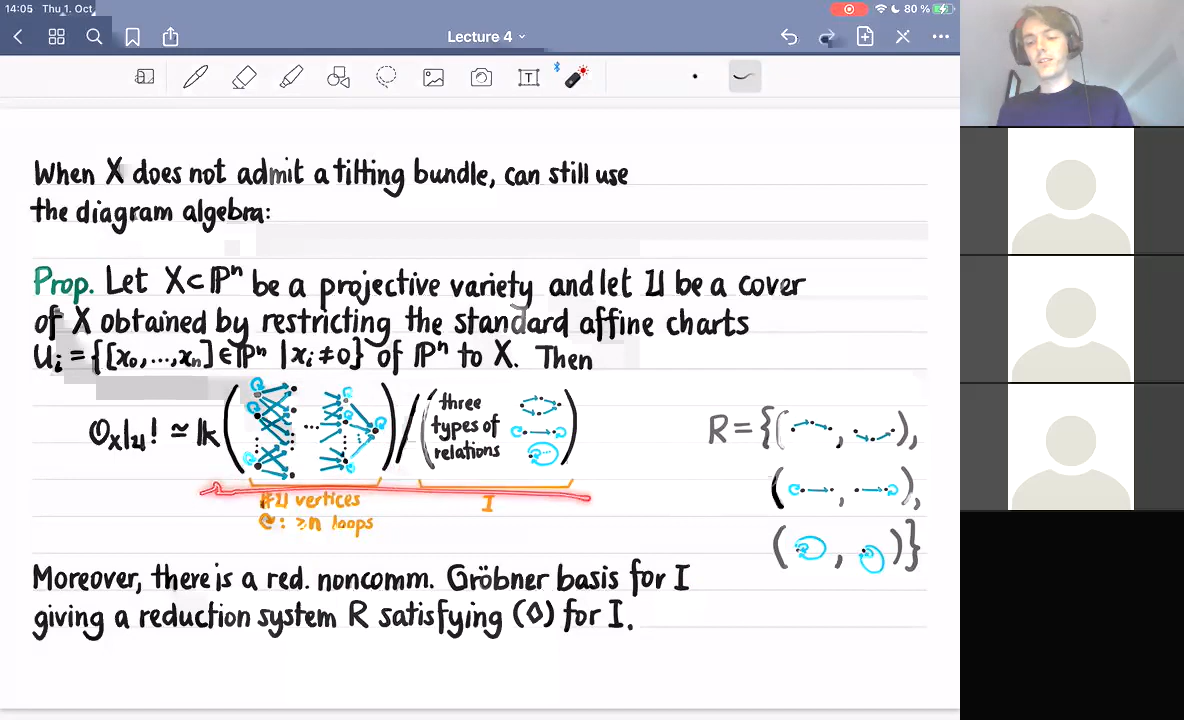 14:05 Thu 1. Oct
80 %
Lecture 4
When X does not admit a tilting bundle, can still use
the diagram algebra:
Prop. Let X⊂ℙⁿ be a projective variety and let 𝔘 be a cover
of X obtained by restricting the standard affine charts
Uᵢ = {[x₀,...,xₙ] ∈ ℙⁿ | xᵢ ≠ 0} of ℙⁿ to X. Then
𝒪ₓ|𝔘! ≃ 𝕜( ... ) / ( three types of relations )
R = {( , ),
( , ),
( , )}
#𝔘 vertices
: ≥n loops
I
Moreover, there is a red. noncomm. Gröbner basis for I
giving a reduction system R satisfying (◊) for I.